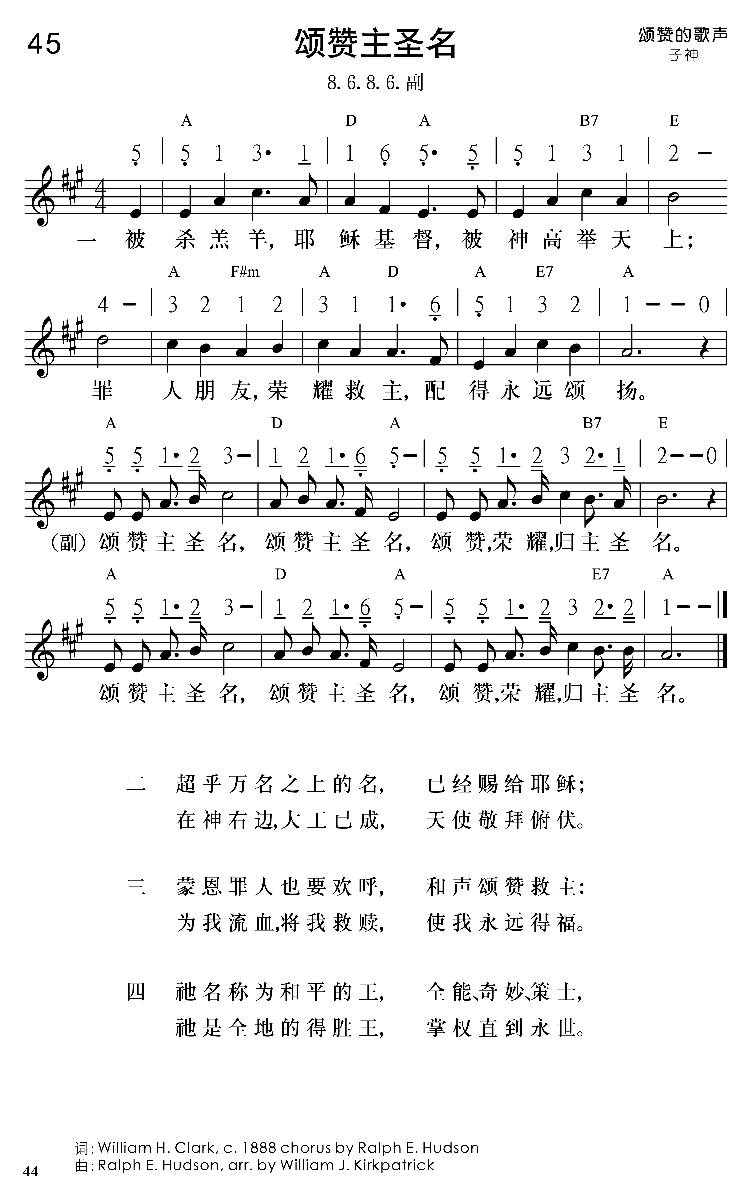 45
颂赞主圣名
颂赞的歌声
子神
8. 6. 8. 6. 副
A D A B7 E
5 | 5 1 3· 1 | 1 6 5· 5 | 5 1 3 1 | 2 –
一 被 杀 羔 羊, 耶 稣 基 督, 被 神 高 举 天 上;
A F#m A D A E7 A
4 – | 3 2 1 2 | 3 1 1· 6 | 5 1 3 2 | 1 – – 0
罪 人 朋 友, 荣 耀 救 主, 配 得 永 远 颂 扬。
A D A B7 E
5 5 1· 2 3 – | 1 2 1· 6 5 – | 5 5 1· 2 3 2· 1 | 2 – – 0
(副) 颂 赞 主 圣 名, 颂 赞 主 圣 名, 颂 赞, 荣 耀, 归 主 圣 名。
A D A E7 A
5 5 1· 2 3 – | 1 2 1· 6 5 – | 5 5 1· 2 3 2· 2 | 1 – –
颂 赞 主 圣 名, 颂 赞 主 圣 名, 颂 赞, 荣 耀, 归 主 圣 名。
二 超乎万名之上的名, 已经赐给耶稣;
在神右边,大工已成, 天使敬拜俯伏。
三 蒙恩罪人也要欢呼, 和声颂赞救主:
为我流血,将我救赎, 使我永远得福。
四 祂名称为和平的王, 全能、奇妙、策士,
祂是全地的得胜王, 掌权直到永世。
词: William H. Clark, c. 1888 chorus by Ralph E. Hudson
曲: Ralph E. Hudson, arr. by William J. Kirkpatrick
44